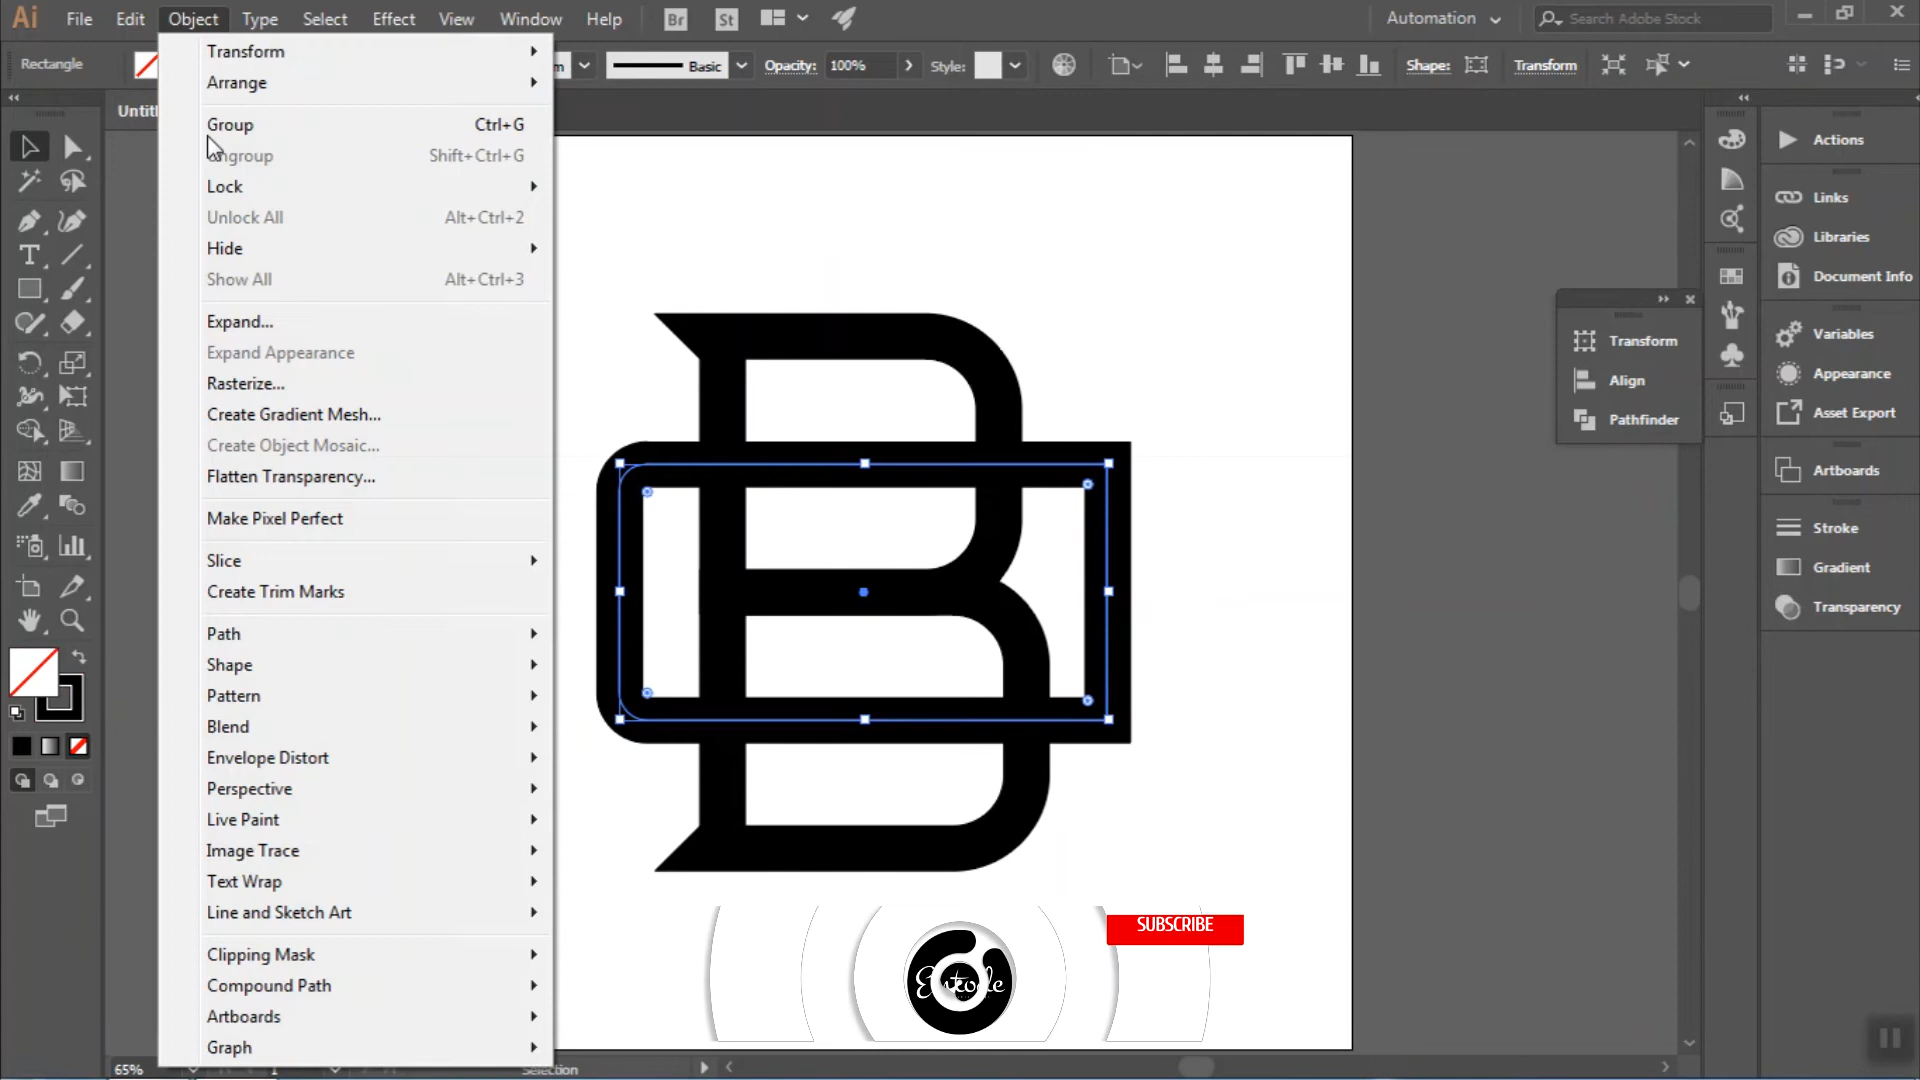 Ai File Edit Object Type Select Effect View Window Help Br St Automation Search Adobe Stock
Rectangle Basic Opacity: 100% Style: Shape: Transform
Transform
Arrange
Group Ctrl+G
Ungroup Shift+Ctrl+G
Lock
Unlock All Alt+Ctrl+2
Hide
Show All Alt+Ctrl+3
Expand...
Expand Appearance
Rasterize...
Create Gradient Mesh...
Create Object Mosaic...
Flatten Transparency...
Make Pixel Perfect
Slice
Create Trim Marks
Path
Shape
Pattern
Blend
Envelope Distort
Perspective
Live Paint
Image Trace
Text Wrap
Line and Sketch Art
Clipping Mask
Compound Path
Artboards
Graph
B
SUBSCRIBE
Transform
Align
Pathfinder
Actions
Links
Libraries
Document Info
Variables
Appearance
Asset Export
Artboards
Stroke
Gradient
Transparency
65% 1 Selection